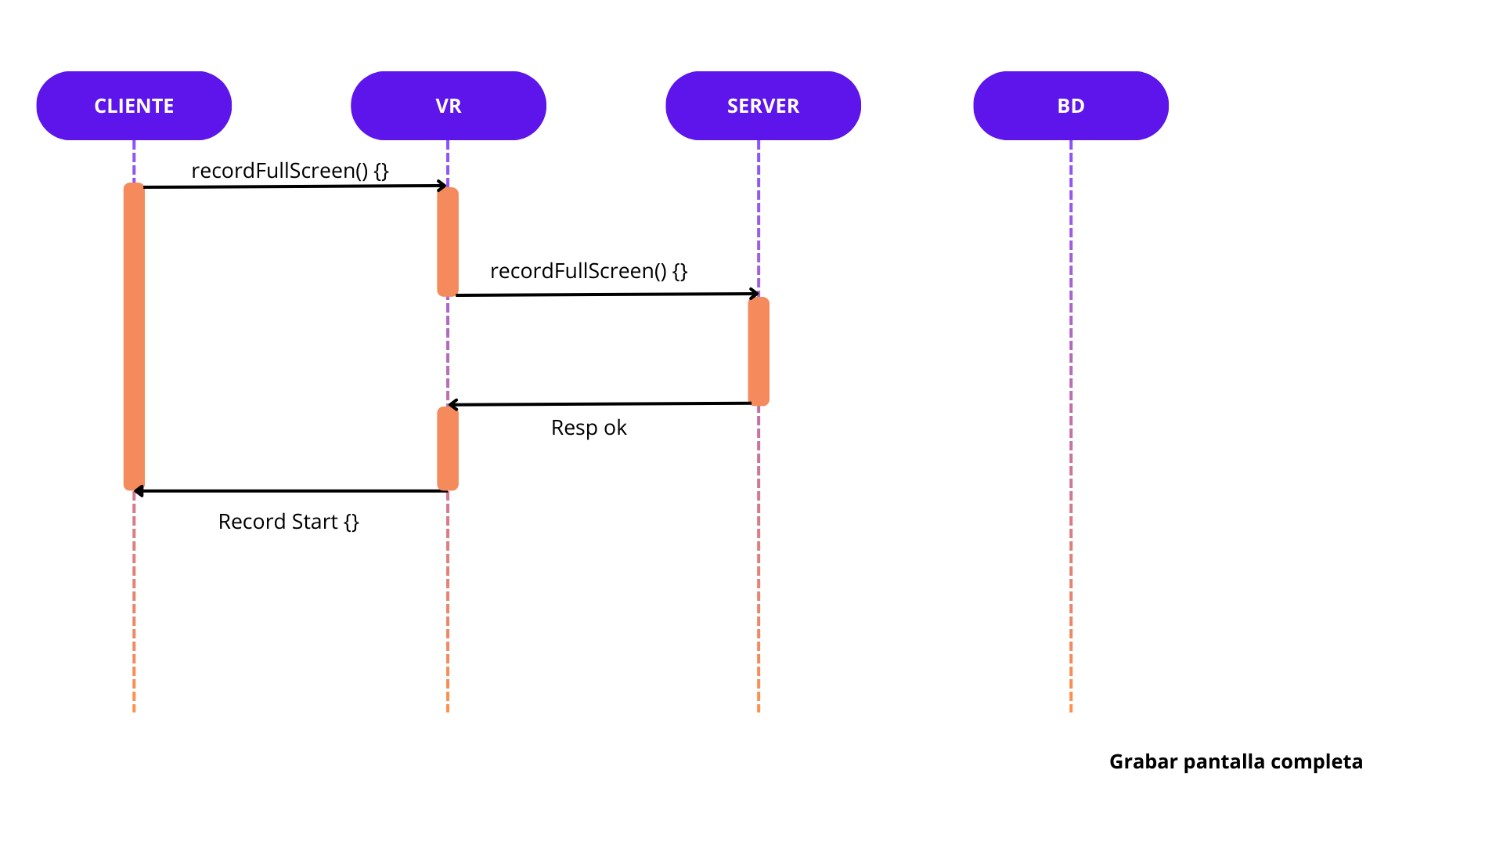 CLIENTE
VR
SERVER
BD
recordFullScreen() {}
recordFullScreen() {}
Resp ok
Record Start {}
Grabar pantalla completa